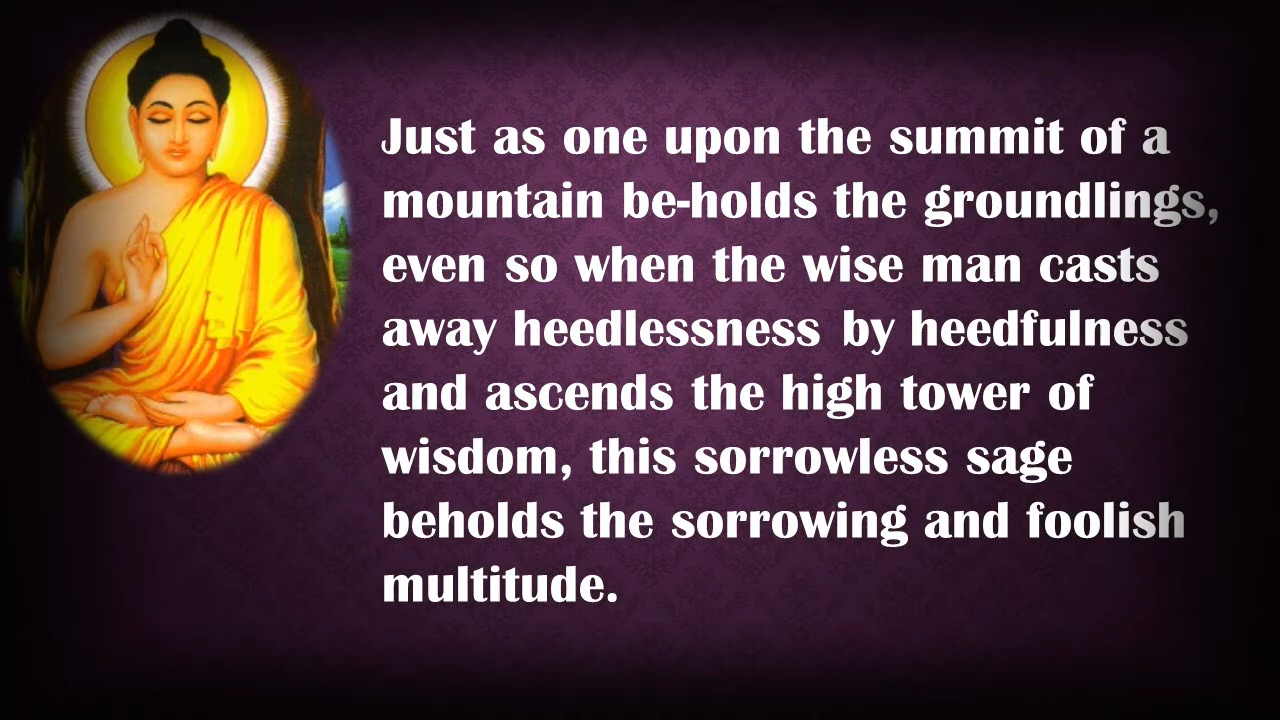 Just as one upon the summit of a
mountain be-holds the groundlings,
even so when the wise man casts
away heedlessness by heedfulness
and ascends the high tower of
wisdom, this sorrowless sage
beholds the sorrowing and foolish
multitude.